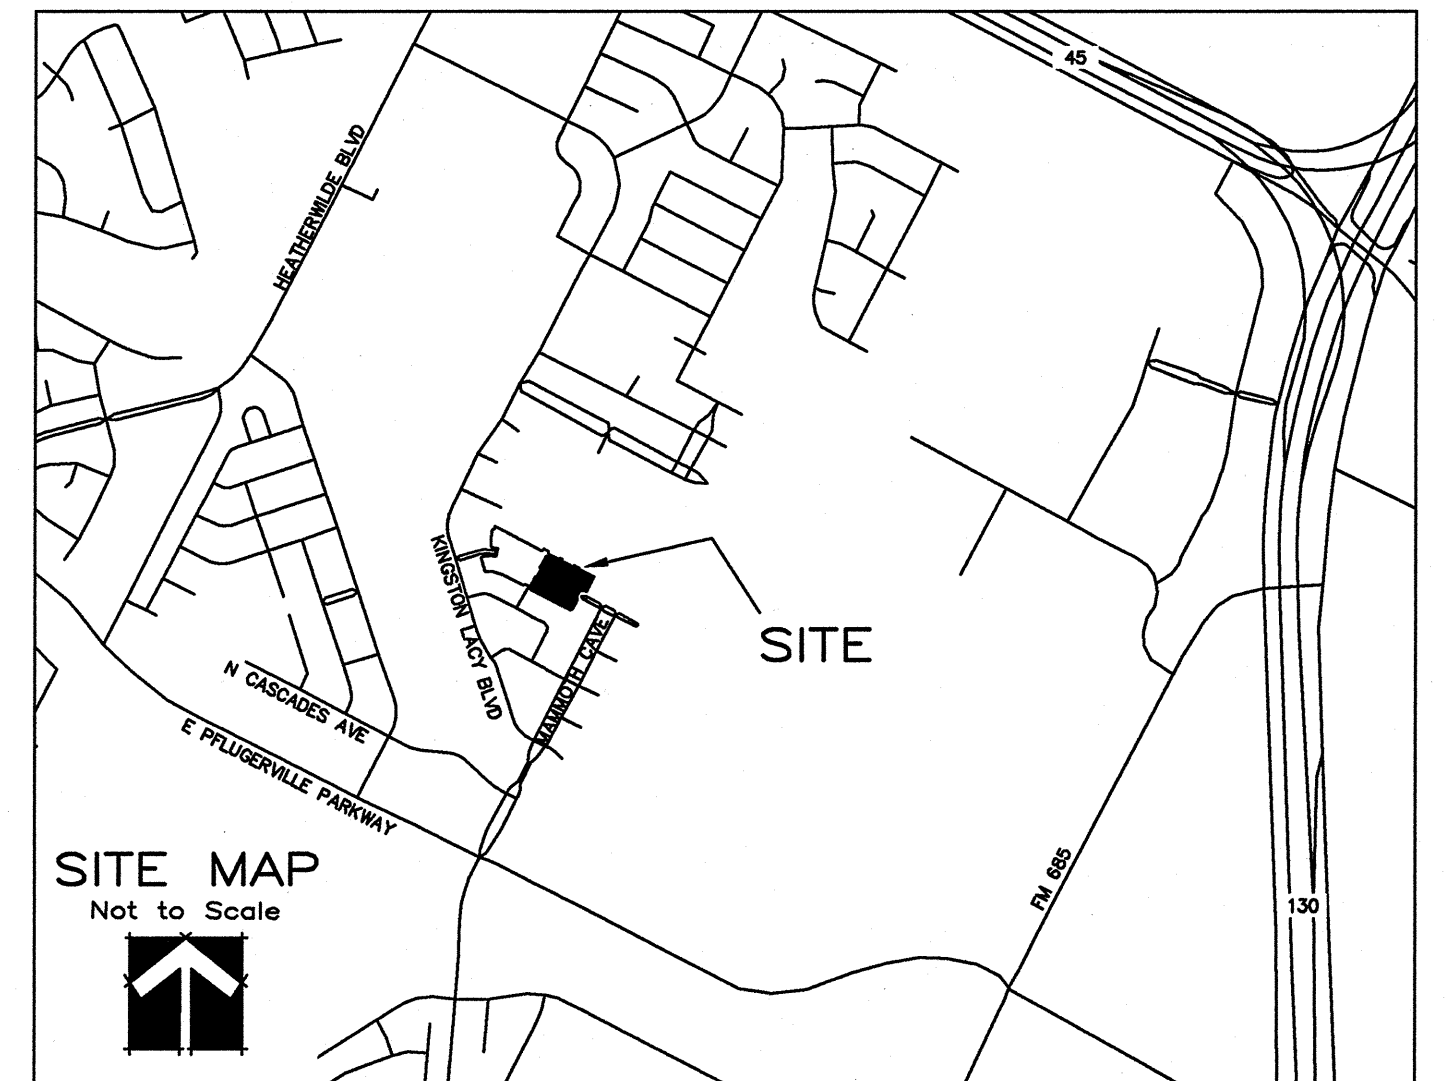 45
HEATHERWILDE BLVD
KINGSTON LACY BLVD
SITE
MAMMOTH CAVE
N CASCADES AVE
E PFLUGERVILLE PARKWAY
SITE MAP
Not to Scale
FM 685
130